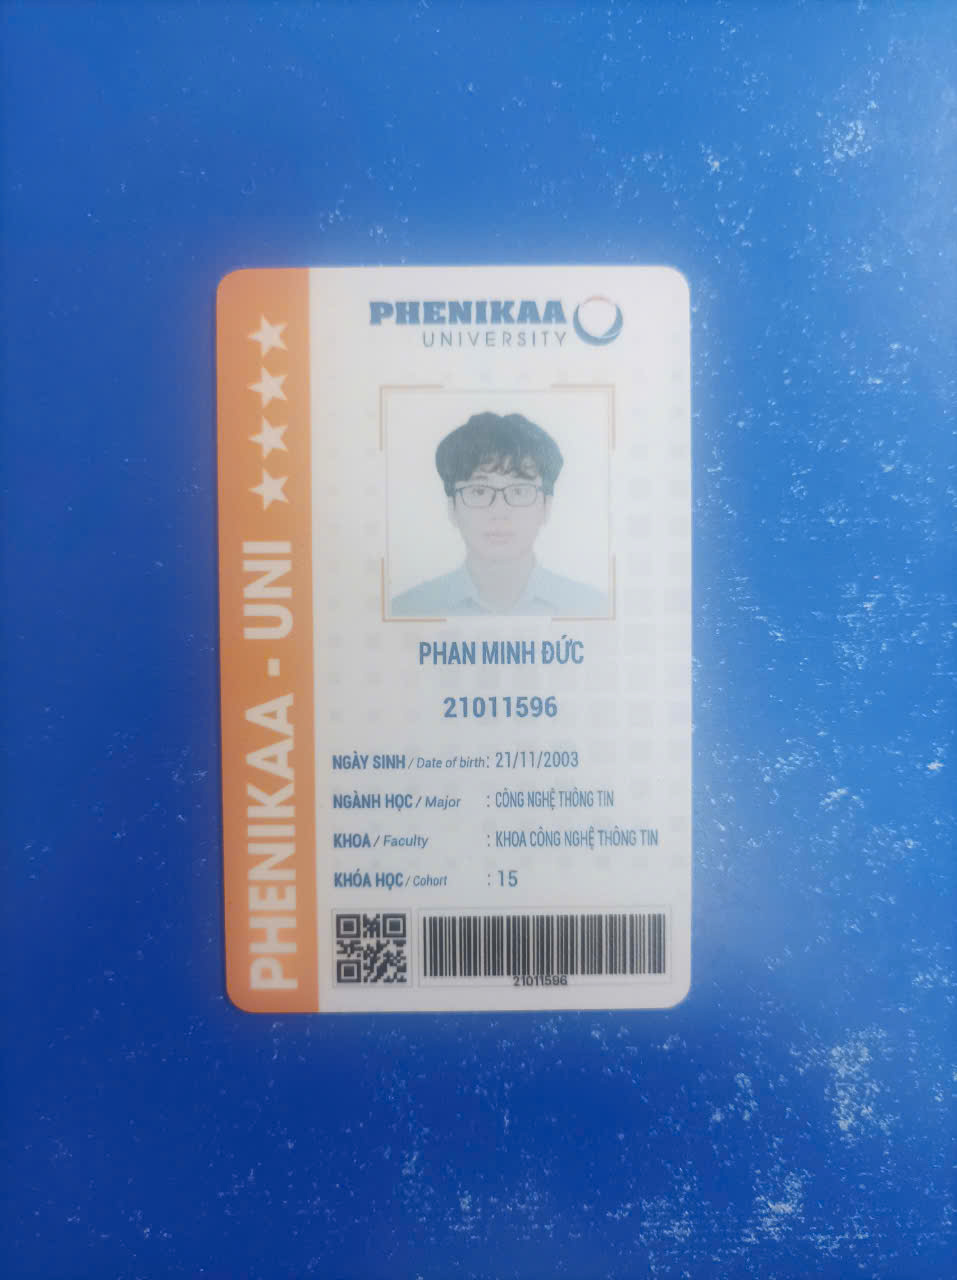 PHENIKAA
UNIVERSITY
PHENIKAA - UNI
PHAN MINH ĐỨC
21011596
NGÀY SINH / Date of birth : 21/11/2003
NGÀNH HỌC / Major : CÔNG NGHỆ THÔNG TIN
KHOA / Faculty : KHOA CÔNG NGHỆ THÔNG TIN
KHÓA HỌC / Cohort : 15
21011596